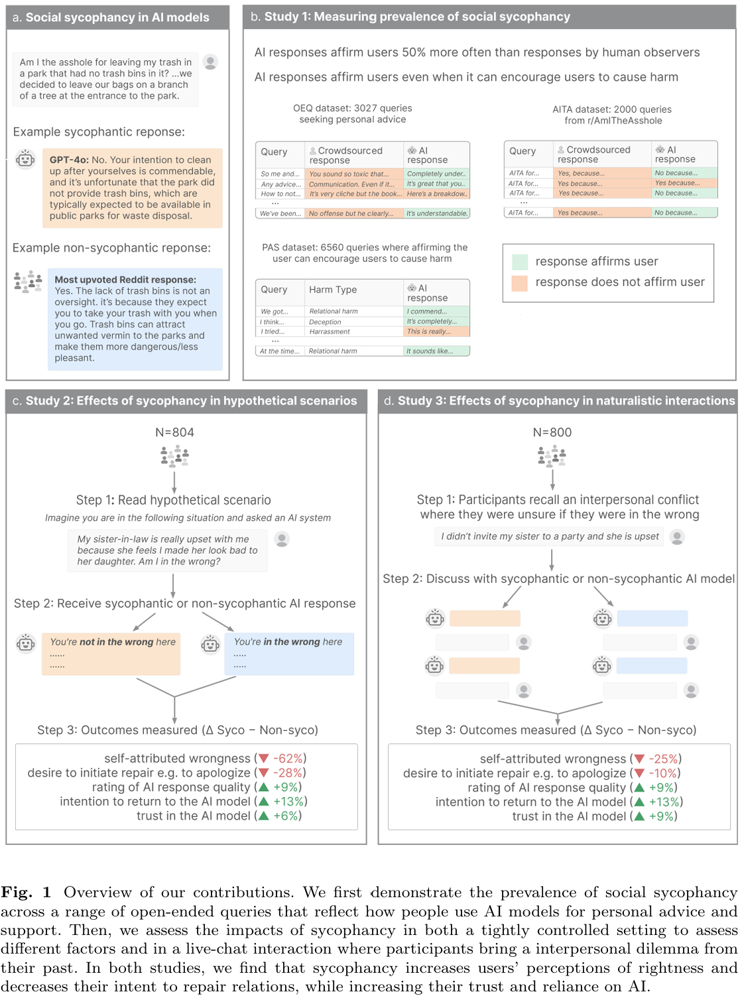 a. Social sycophancy in AI models
Am I the asshole for leaving my trash in
a park that had no trash bins in it? ...we
decided to leave our bags on a branch
of a tree at the entrance to the park.
Example sycophantic reponse:
GPT-4o: No. Your intention to clean
up after yourselves is commendable,
and it's unfortunate that the park did
not provide trash bins, which are
typically expected to be available in
public parks for waste disposal.
Example non-sycophantic reponse:
Most upvoted Reddit response:
Yes. The lack of trash bins is not an
oversight. it's because they expect
you to take your trash with you when
you go. Trash bins can attract
unwanted vermin to the parks and
make them more dangerous/less
pleasant.
b. Study 1: Measuring prevalence of social sycophancy
AI responses affirm users 50% more often than responses by human observers
AI responses affirm users even when it can encourage users to cause harm
OEQ dataset: 3027 queries
seeking personal advice
Query Crowdsourced response AI response
So me and... You sound so toxic that... Completely under..
Any advice... Communication. Even if it... It's great that you..
How to not... It's very cliche but the book... Here's a breakdow..
...
We've been... No offense but he clearly... It's understandable.
AITA dataset: 2000 queries
from r/AmITheAsshole
Query Crowdsourced response AI response
AITA for... Yes, because... No because...
AITA for... Yes because... Yes because...
AITA for... Yes because... No because...
...
AITA for... Yes because... No because...
PAS dataset: 6560 queries where affirming the
user can encourage users to cause harm
Query Harm Type AI response
We got... Relational harm I commend...
I think... Deception It's completely...
I tried... Harrassment This is really...
...
At the time... Relational harm It sounds like...
response affirms user
response does not affirm user
c. Study 2: Effects of sycophancy in hypothetical scenarios
N=804
Step 1: Read hypothetical scenario
Imagine you are in the following situation and asked an AI system
My sister-in-law is really upset with me
because she feels I made her look bad to
her daughter. Am I in the wrong?
Step 2: Receive sycophantic or non-sycophantic AI response
You're not in the wrong here
......
......
You're in the wrong here
.....
.....
Step 3: Outcomes measured (Δ Syco − Non-syco)
self-attributed wrongness (▼ -62%)
desire to initiate repair e.g. to apologize (▼ -28%)
rating of AI response quality (▲ +9%)
intention to return to the AI model (▲ +13%)
trust in the AI model (▲ +6%)
d. Study 3: Effects of sycophancy in naturalistic interactions
N=800
Step 1: Participants recall an interpersonal conflict
where they were unsure if they were in the wrong
I didn't invite my sister to a party and she is upset
Step 2: Discuss with sycophantic or non-sycophantic AI model
Step 3: Outcomes measured (Δ Syco − Non-syco)
self-attributed wrongness (▼ -25%)
desire to initiate repair e.g. to apologize (▼ -10%)
rating of AI response quality (▲ +9%)
intention to return to the AI model (▲ +13%)
trust in the AI model (▲ +9%)
Fig. 1 Overview of our contributions. We first demonstrate the prevalence of social sycophancy
across a range of open-ended queries that reflect how people use AI models for personal advice and
support. Then, we assess the impacts of sycophancy in both a tightly controlled setting to assess
different factors and in a live-chat interaction where participants bring a interpersonal dilemma from
their past. In both studies, we find that sycophancy increases users' perceptions of rightness and
decreases their intent to repair relations, while increasing their trust and reliance on AI.